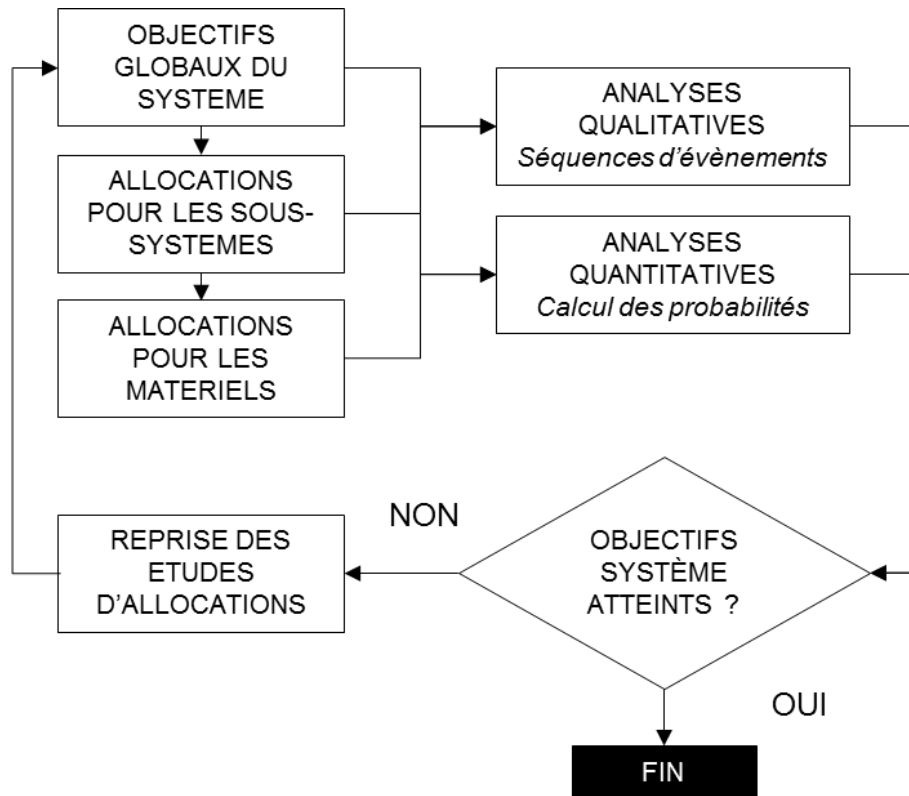 OBJECTIFS
GLOBAUX DU
SYSTEME
ALLOCATIONS
POUR LES SOUS-
SYSTEMES
ALLOCATIONS
POUR LES
MATERIELS
ANALYSES
QUALITATIVES
Séquences d'évènements
ANALYSES
QUANTITATIVES
Calcul des probabilités
REPRISE DES
ETUDES
D'ALLOCATIONS
NON
OBJECTIFS
SYSTÈME
ATTEINTS ?
OUI
FIN